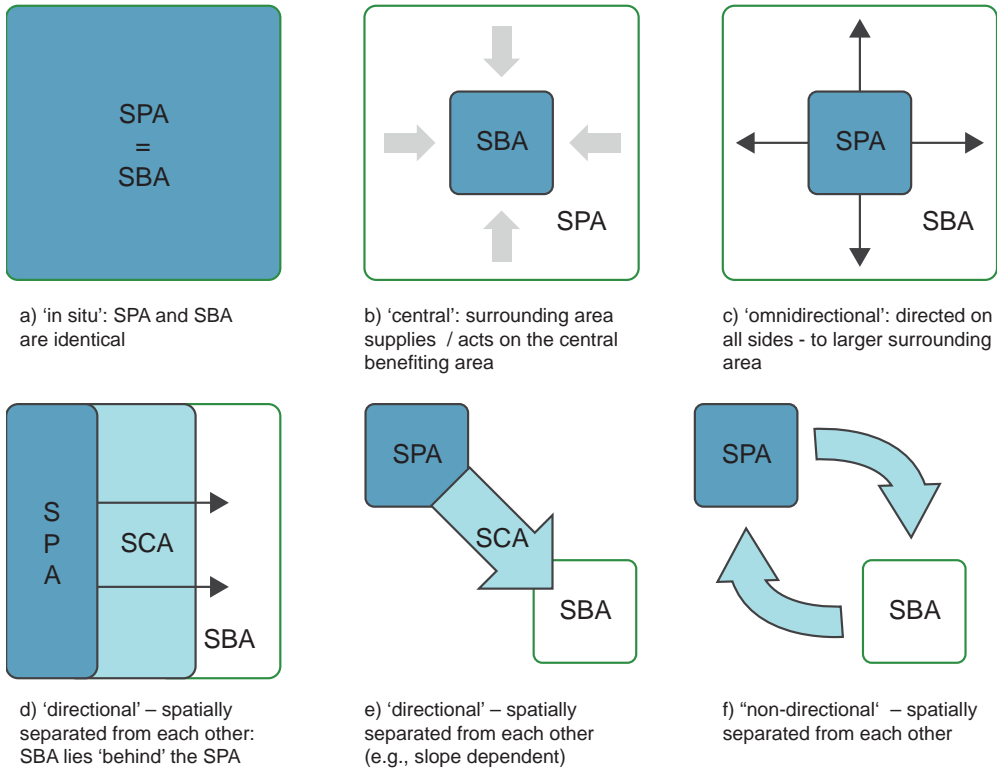 SPA
=
SBA
a) ‘in situ’: SPA and SBA
are identical
SBA
SPA
b) ‘central’: surrounding area
supplies / acts on the central
benefiting area
SPA
SBA
c) ‘omnidirectional’: directed on
all sides - to larger surrounding
area
S
P
A
SCA
SBA
d) ‘directional’ – spatially
separated from each other:
SBA lies ‘behind’ the SPA
SPA
SCA
SBA
e) ‘directional’ – spatially
separated from each other
(e.g., slope dependent)
SPA
SBA
f) “non-directional‘ – spatially
separated from each other